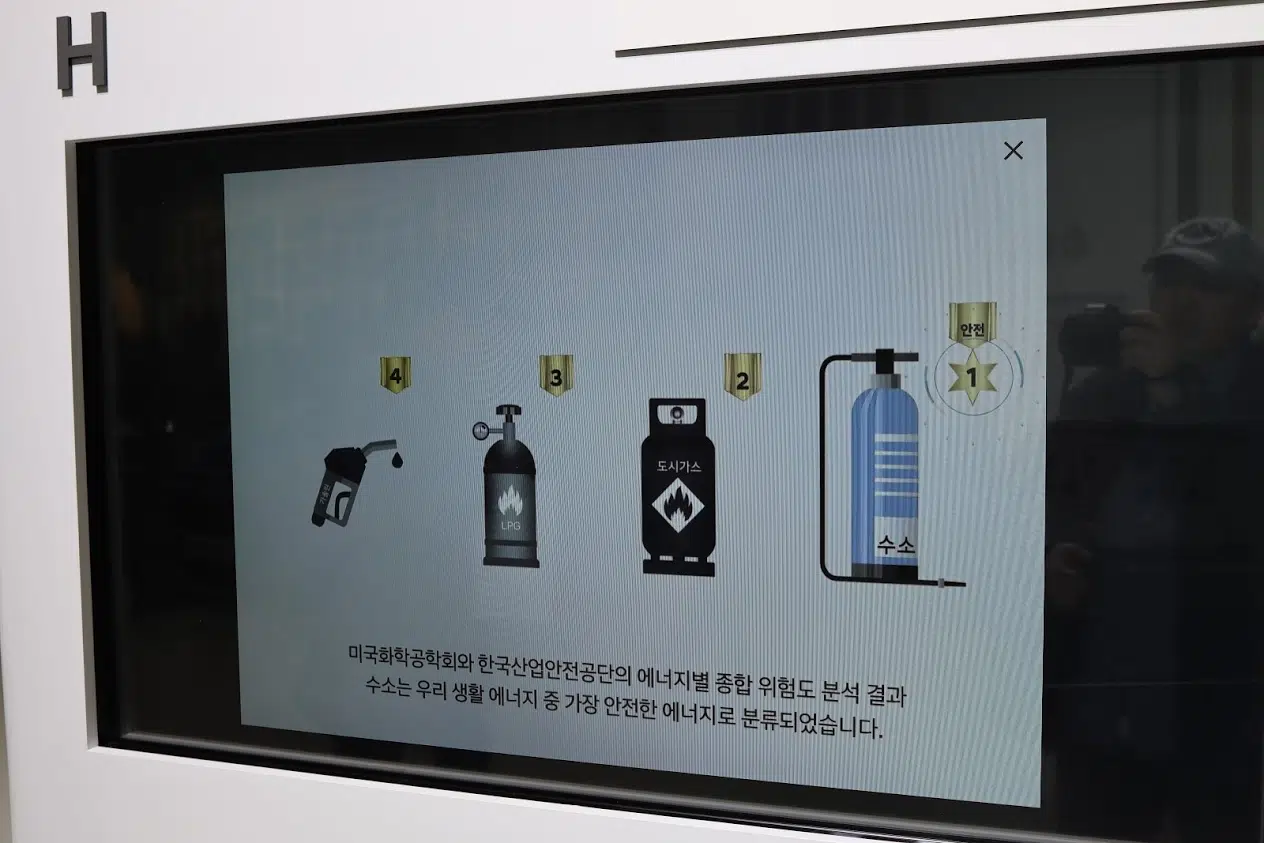 H
4
3
2
안전
1
가솔린
LPG
도시가스
수소
미국화학공학회와 한국산업안전공단의 에너지별 종합 위험도 분석 결과
수소는 우리 생활 에너지 중 가장 안전한 에너지로 분류되었습니다.